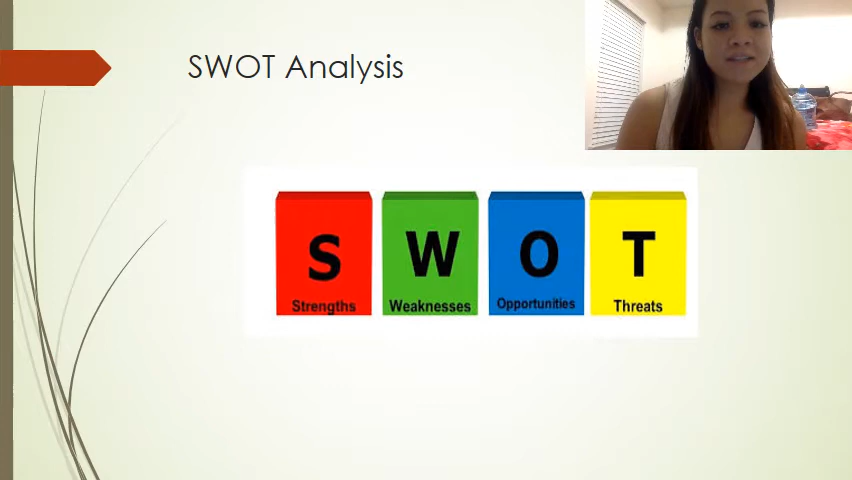 SWOT Analysis
S W O T
Strengths Weaknesses Opportunities Threats